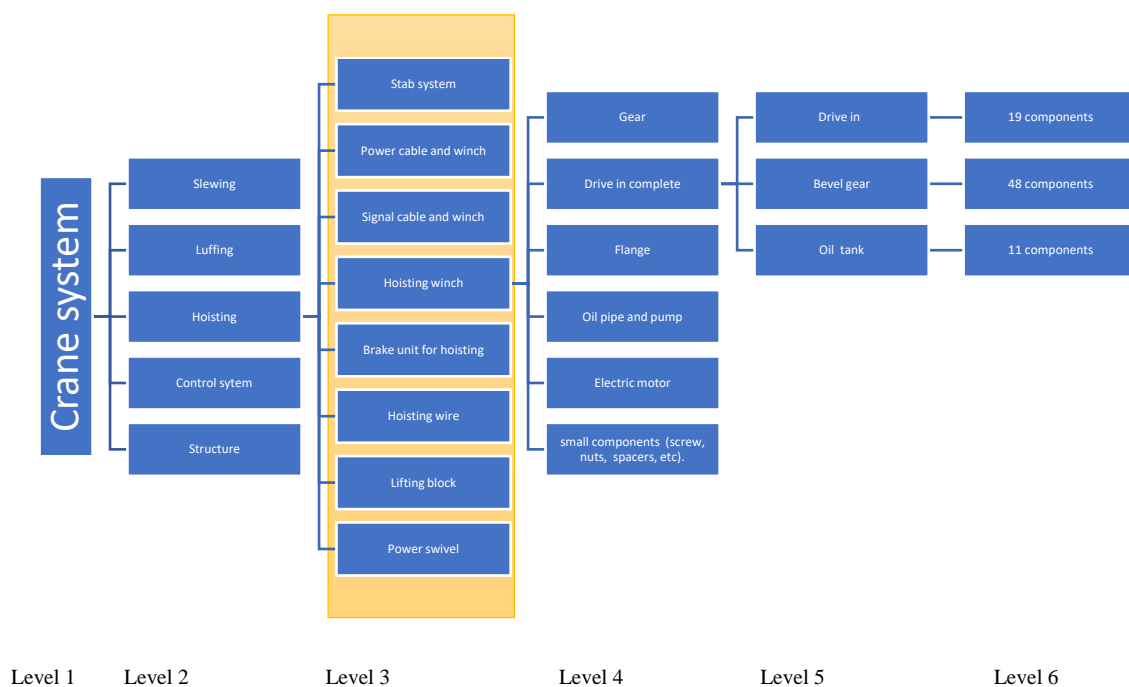 Crane system
Slewing
Luffing
Hoisting
Control sytem
Structure
Stab system
Power cable and winch
Signal cable and winch
Hoisting winch
Brake unit for hoisting
Hoisting wire
Lifting block
Power swivel
Gear
Drive in complete
Flange
Oil pipe and pump
Electric motor
small components (screw,
nuts, spacers, etc).
Drive in
Bevel gear
Oil tank
19 components
48 components
11 components
Level 1
Level 2
Level 3
Level 4
Level 5
Level 6